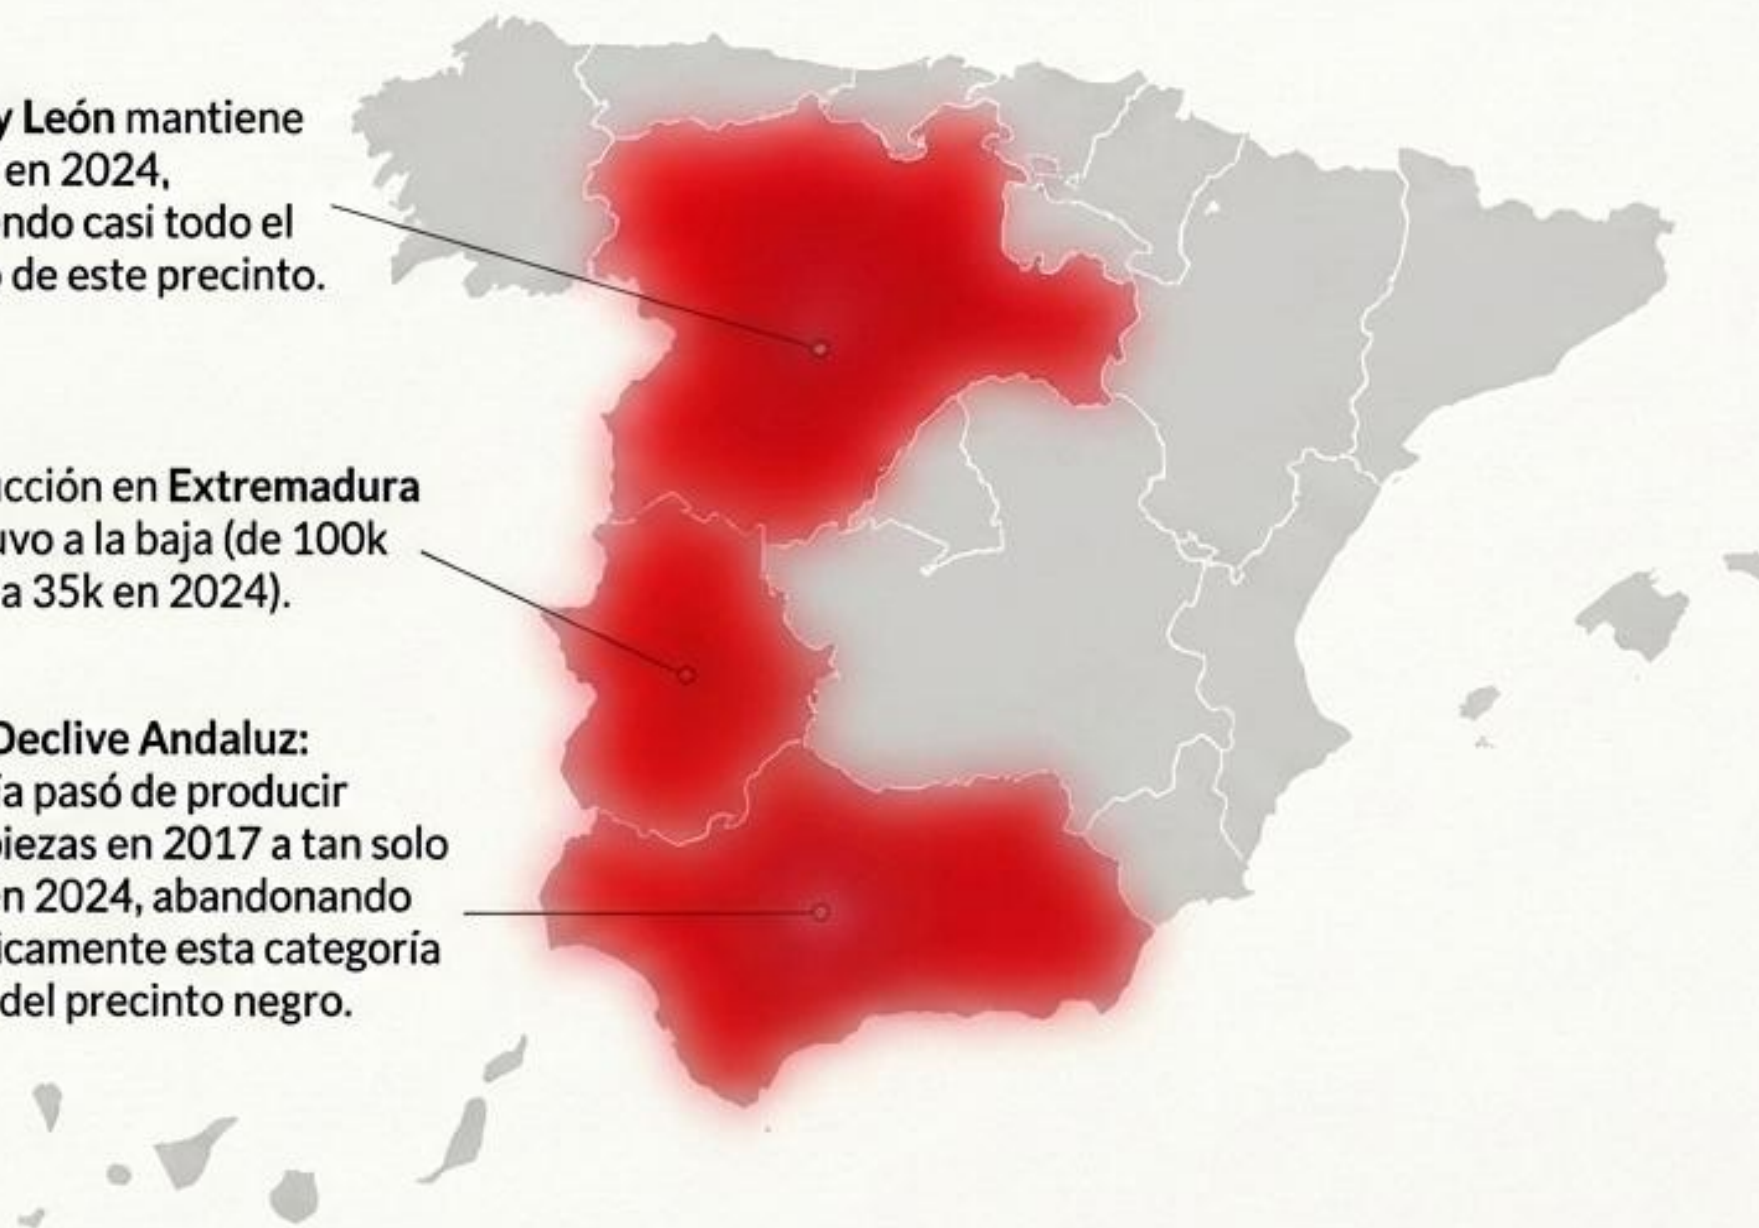 y León mantiene
en 2024,
ndo casi todo el
de este precinto.
cción en Extremadura
uvo a la baja (de 100k
a 35k en 2024).
Declive Andaluz:
ía pasó de producir
piezas en 2017 a tan solo
en 2024, abandonando
icamente esta categoría
del precinto negro.